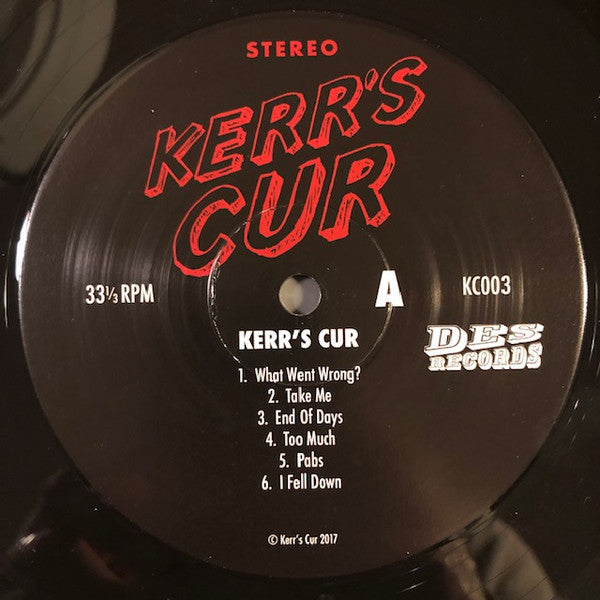 STEREO
KERR'S
CUR
33⅓ RPM
A
KC003
DES
RECORDS
KERR'S CUR
1. What Went Wrong?
2. Take Me
3. End Of Days
4. Too Much
5. Pabs
6. I Fell Down
© Kerr's Cur 2017